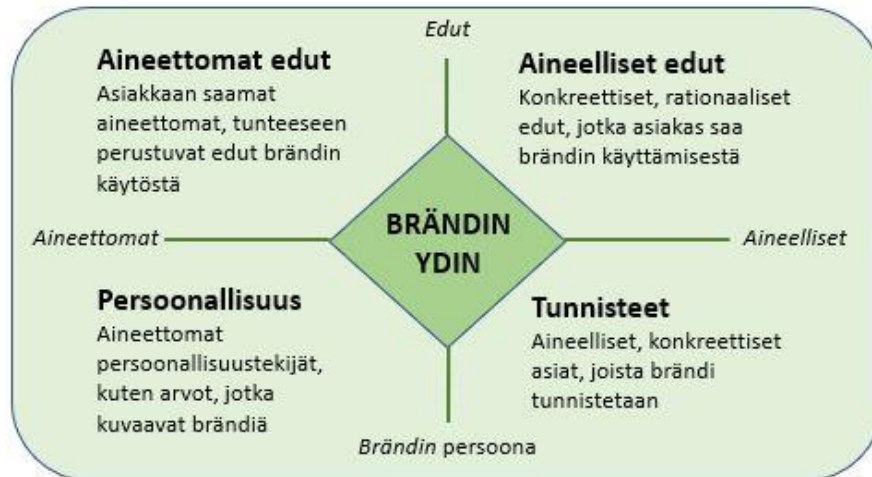 Edut
Aineettomat edut
Asiakkaan saamat
aineettomat, tunteeseen
perustuvat edut brändin
käytöstä
Aineelliset edut
Konkreettiset, rationaaliset
edut, jotka asiakas saa
brändin käyttämisestä
Aineettomat
BRÄNDIN
YDIN
Aineelliset
Persoonallisuus
Aineettomat
persoonallisuustekijät,
kuten arvot, jotka
kuvaavat brändiä
Tunnisteet
Aineelliset, konkreettiset
asiat, joista brändi
tunnistetaan
Brändin persoona